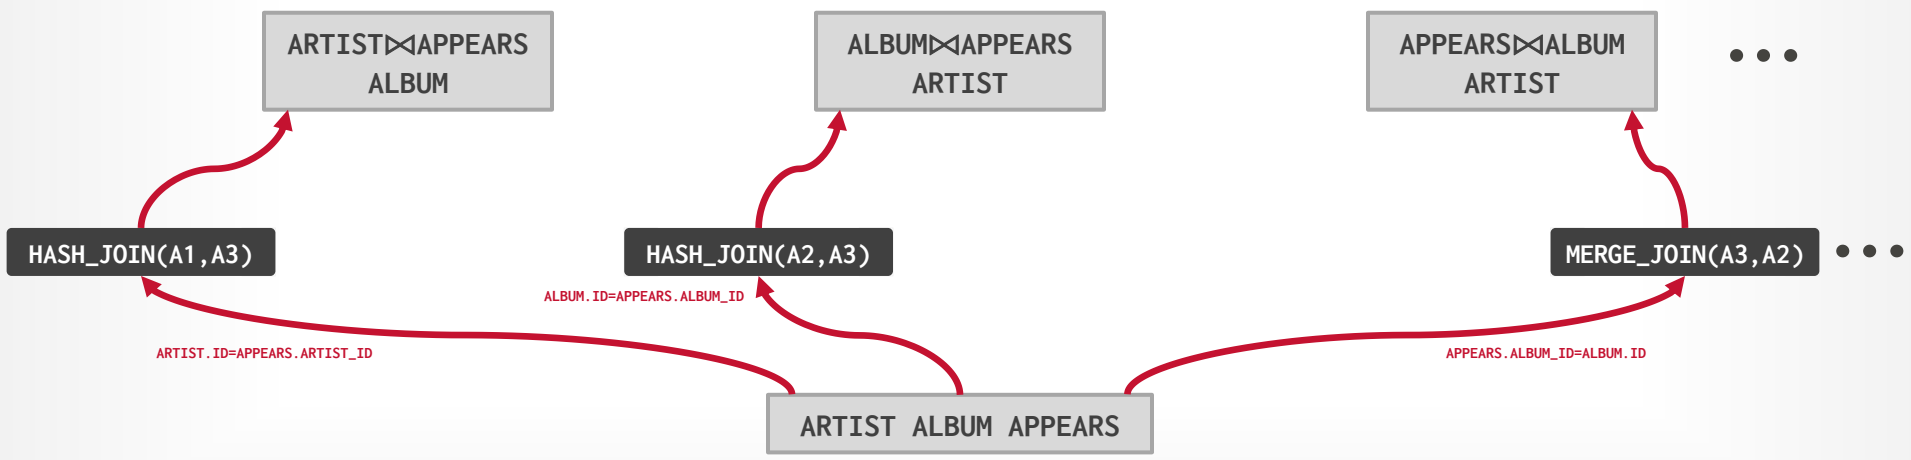 ARTIST⋈APPEARS
ALBUM
ALBUM⋈APPEARS
ARTIST
APPEARS⋈ALBUM
ARTIST
HASH_JOIN(A1,A3)
HASH_JOIN(A2,A3)
MERGE_JOIN(A3,A2)
ALBUM.ID=APPEARS.ALBUM_ID
ARTIST.ID=APPEARS.ARTIST_ID
APPEARS.ALBUM_ID=ALBUM.ID
ARTIST ALBUM APPEARS